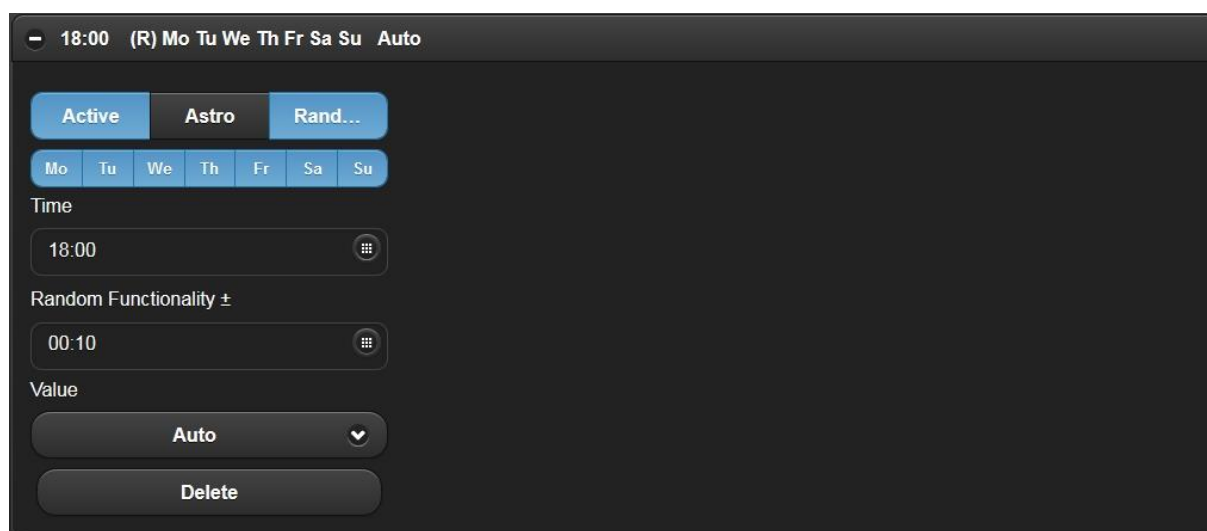 18:00 (R) Mo Tu We Th Fr Sa Su Auto
Active Astro Rand...
Mo Tu We Th Fr Sa Su
Time
18:00
Random Functionality ±
00:10
Value
Auto
Delete